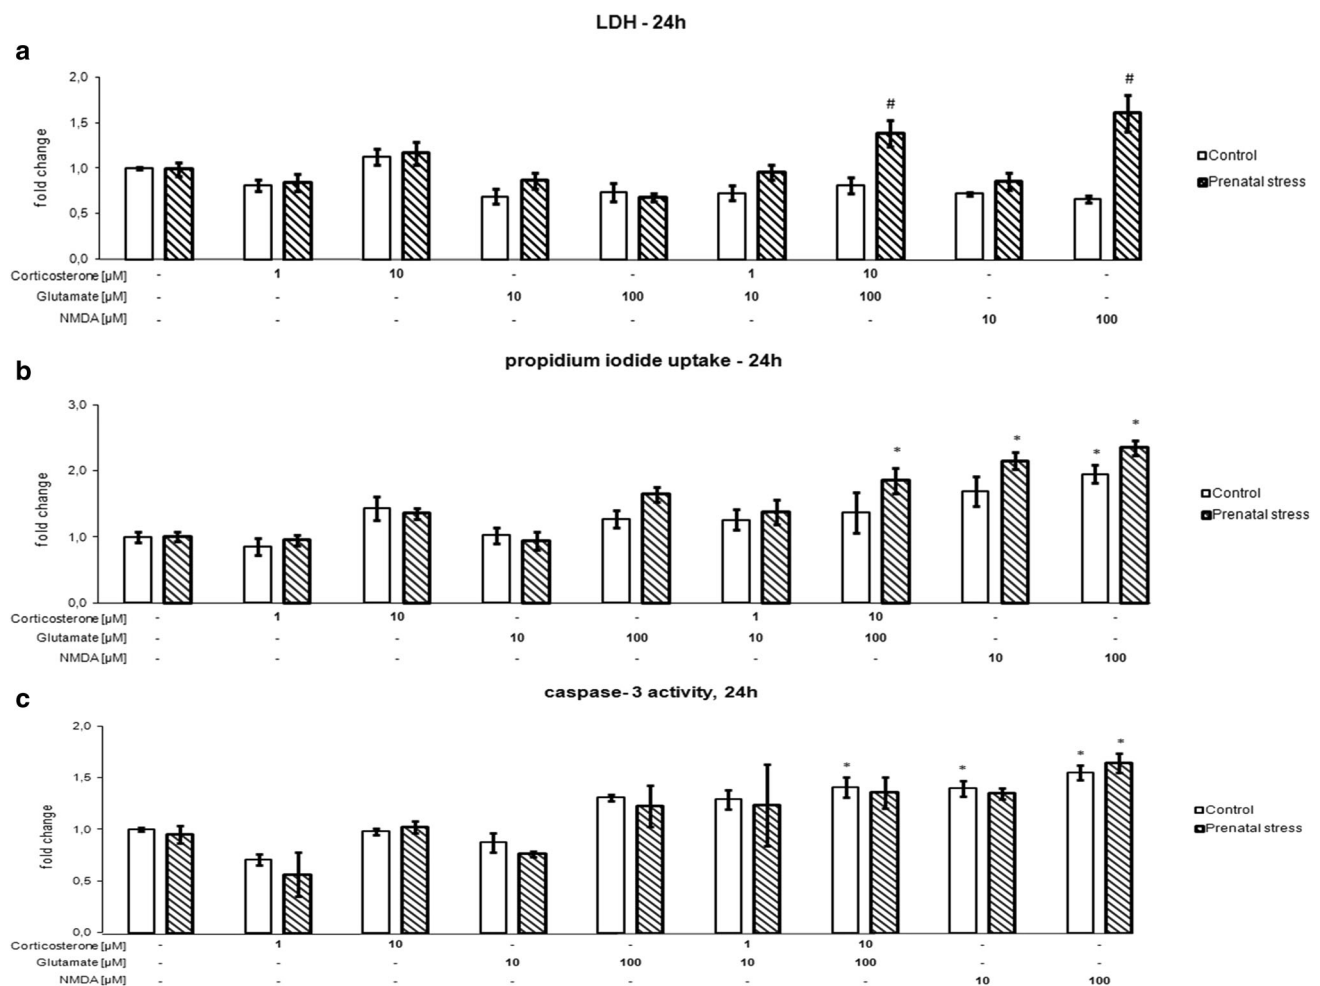 LDH - 24h
a
2,0
#
#
1,5
fold change
1,0
0,5
0,0
Control
Prenatal stress
Corticosterone [µM] - 1 10 - - 1 10 - -
Glutamate [µM] - - - 10 100 10 100 - -
NMDA [µM] - - - - - - - 10 100
propidium iodide uptake - 24h
b
3,0
* * * *
2,0
fold change
1,0
0,0
Control
Prenatal stress
Corticosterone [µM] - 1 10 - - 1 10 - -
Glutamate [µM] - - - 10 100 10 100 - -
NMDA [µM] - - - - - - - 10 100
caspase- 3 activity, 24h
c
2,0
* * * *
1,5
fold change
1,0
0,5
0,0
Control
Prenatal stress
Corticosterone [µM] - 1 10 - - 1 10 - -
Glutamate [µM] - - - 10 100 10 100 - -
NMDA [µM] - - - - - - - 10 100